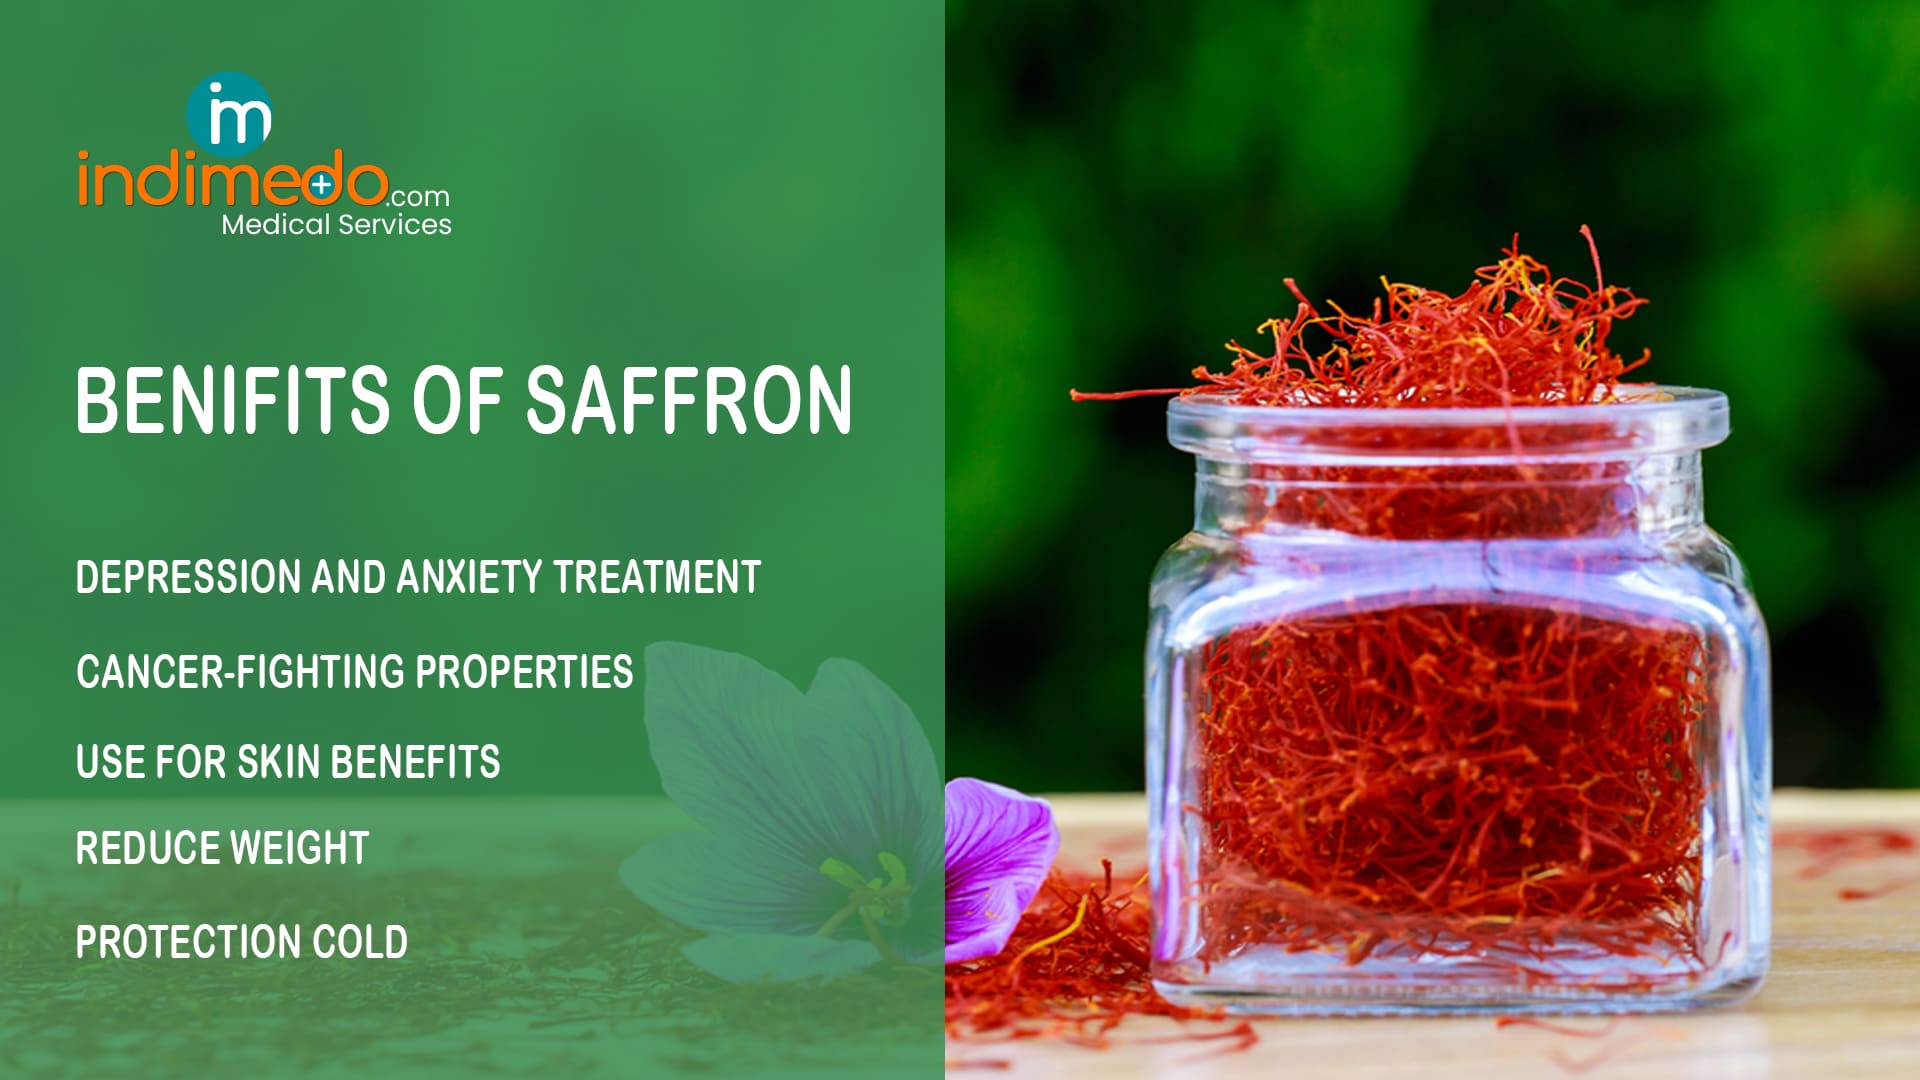 im
indimedo.com
Medical Services
BENIFITS OF SAFFRON
DEPRESSION AND ANXIETY TREATMENT
CANCER-FIGHTING PROPERTIES
USE FOR SKIN BENEFITS
REDUCE WEIGHT
PROTECTION COLD